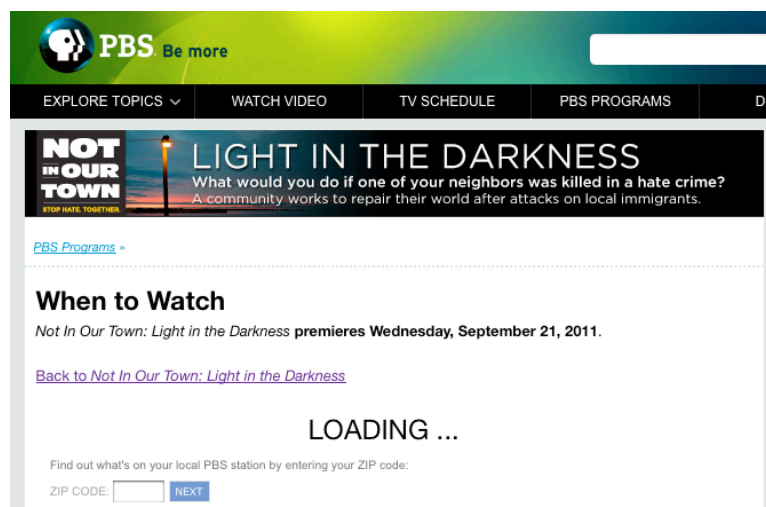 PBS. Be more
EXPLORE TOPICS WATCH VIDEO TV SCHEDULE PBS PROGRAMS D
NOT
IN OUR
TOWN
STOP HATE. TOGETHER.
LIGHT IN THE DARKNESS
What would you do if one of your neighbors was killed in a hate crime?
A community works to repair their world after attacks on local immigrants.
PBS Programs »
When to Watch
Not In Our Town: Light in the Darkness premieres Wednesday, September 21, 2011.
Back to Not In Our Town: Light in the Darkness
LOADING ...
Find out what's on your local PBS station by entering your ZIP code:
ZIP CODE: NEXT